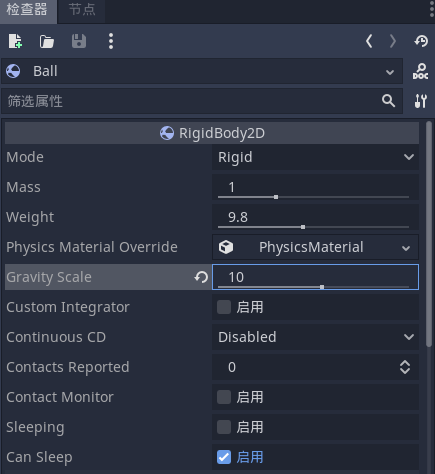 检查器 节点
DOC
Ball
筛选属性
RigidBody2D
Mode Rigid
Mass 1
Weight 9.8
Physics Material Override PhysicsMaterial
Gravity Scale 10
Custom Integrator 启用
Continuous CD Disabled
Contacts Reported 0
Contact Monitor 启用
Sleeping 启用
Can Sleep 启用